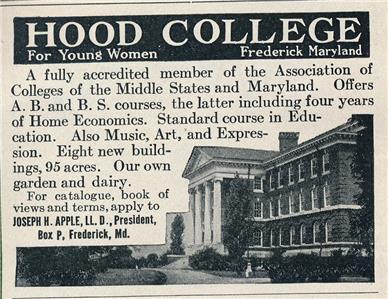 HOOD COLLEGE
For Young Women Frederick Maryland
A fully accredited member of the Association of
Colleges of the Middle States and Maryland. Offers
A. B. and B. S. courses, the latter including four years
of Home Economics. Standard course in Edu-
cation. Also Music, Art, and Expres-
sion. Eight new build-
ings, 95 acres. Our own
garden and dairy.
For catalogue, book of
views and terms, apply to
JOSEPH H. APPLE, LL. D., President,
Box P, Frederick, Md.